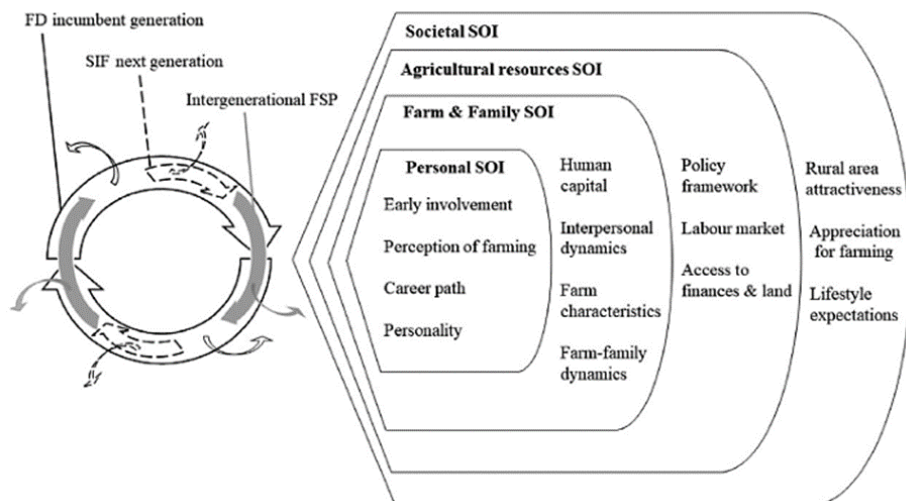 FD incumbent generation
SIF next generation
Intergenerational FSP
Societal SOI
Agricultural resources SOI
Farm & Family SOI
Personal SOI
Early involvement
Perception of farming
Career path
Personality
Human
capital
Interpersonal
dynamics
Farm
characteristics
Farm-family
dynamics
Policy
framework
Labour market
Access to
finances & land
Rural area
attractiveness
Appreciation
for farming
Lifestyle
expectations